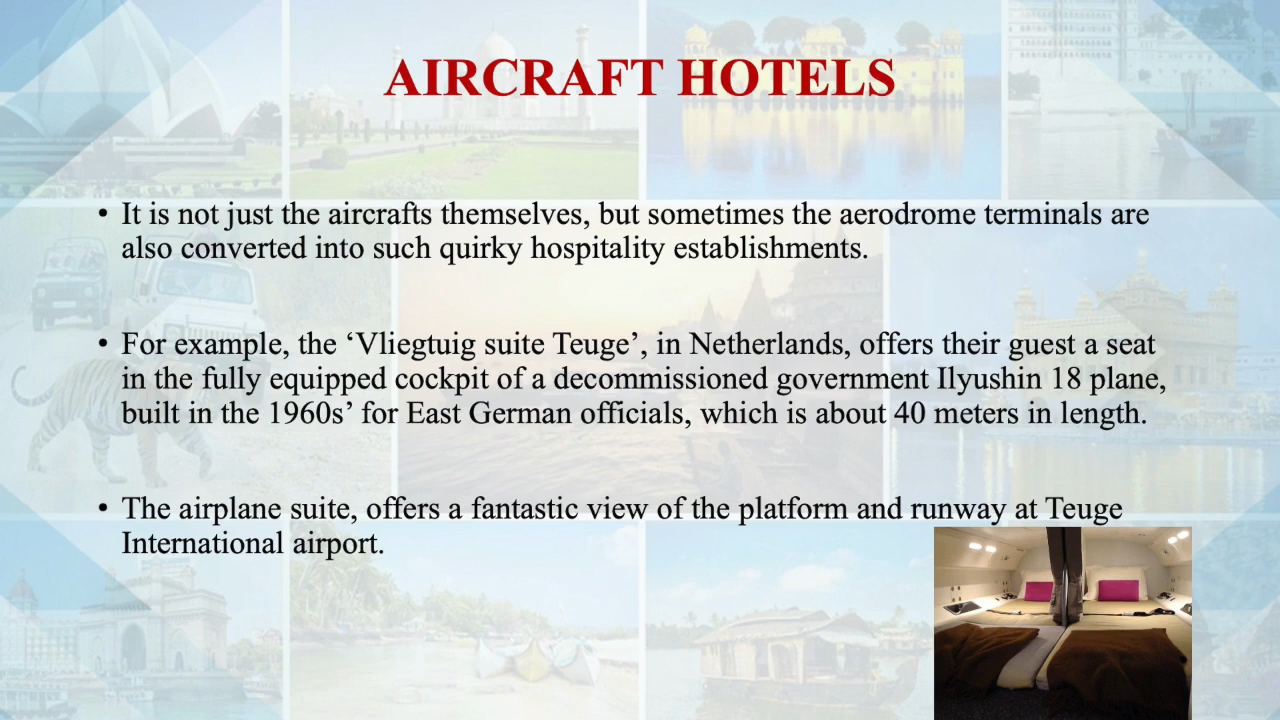 AIRCRAFT HOTELS
• It is not just the aircrafts themselves, but sometimes the aerodrome terminals are
also converted into such quirky hospitality establishments.
• For example, the ‘Vliegtuig suite Teuge’, in Netherlands, offers their guest a seat
in the fully equipped cockpit of a decommissioned government Ilyushin 18 plane,
built in the 1960s’ for East German officials, which is about 40 meters in length.
• The airplane suite, offers a fantastic view of the platform and runway at Teuge
International airport.